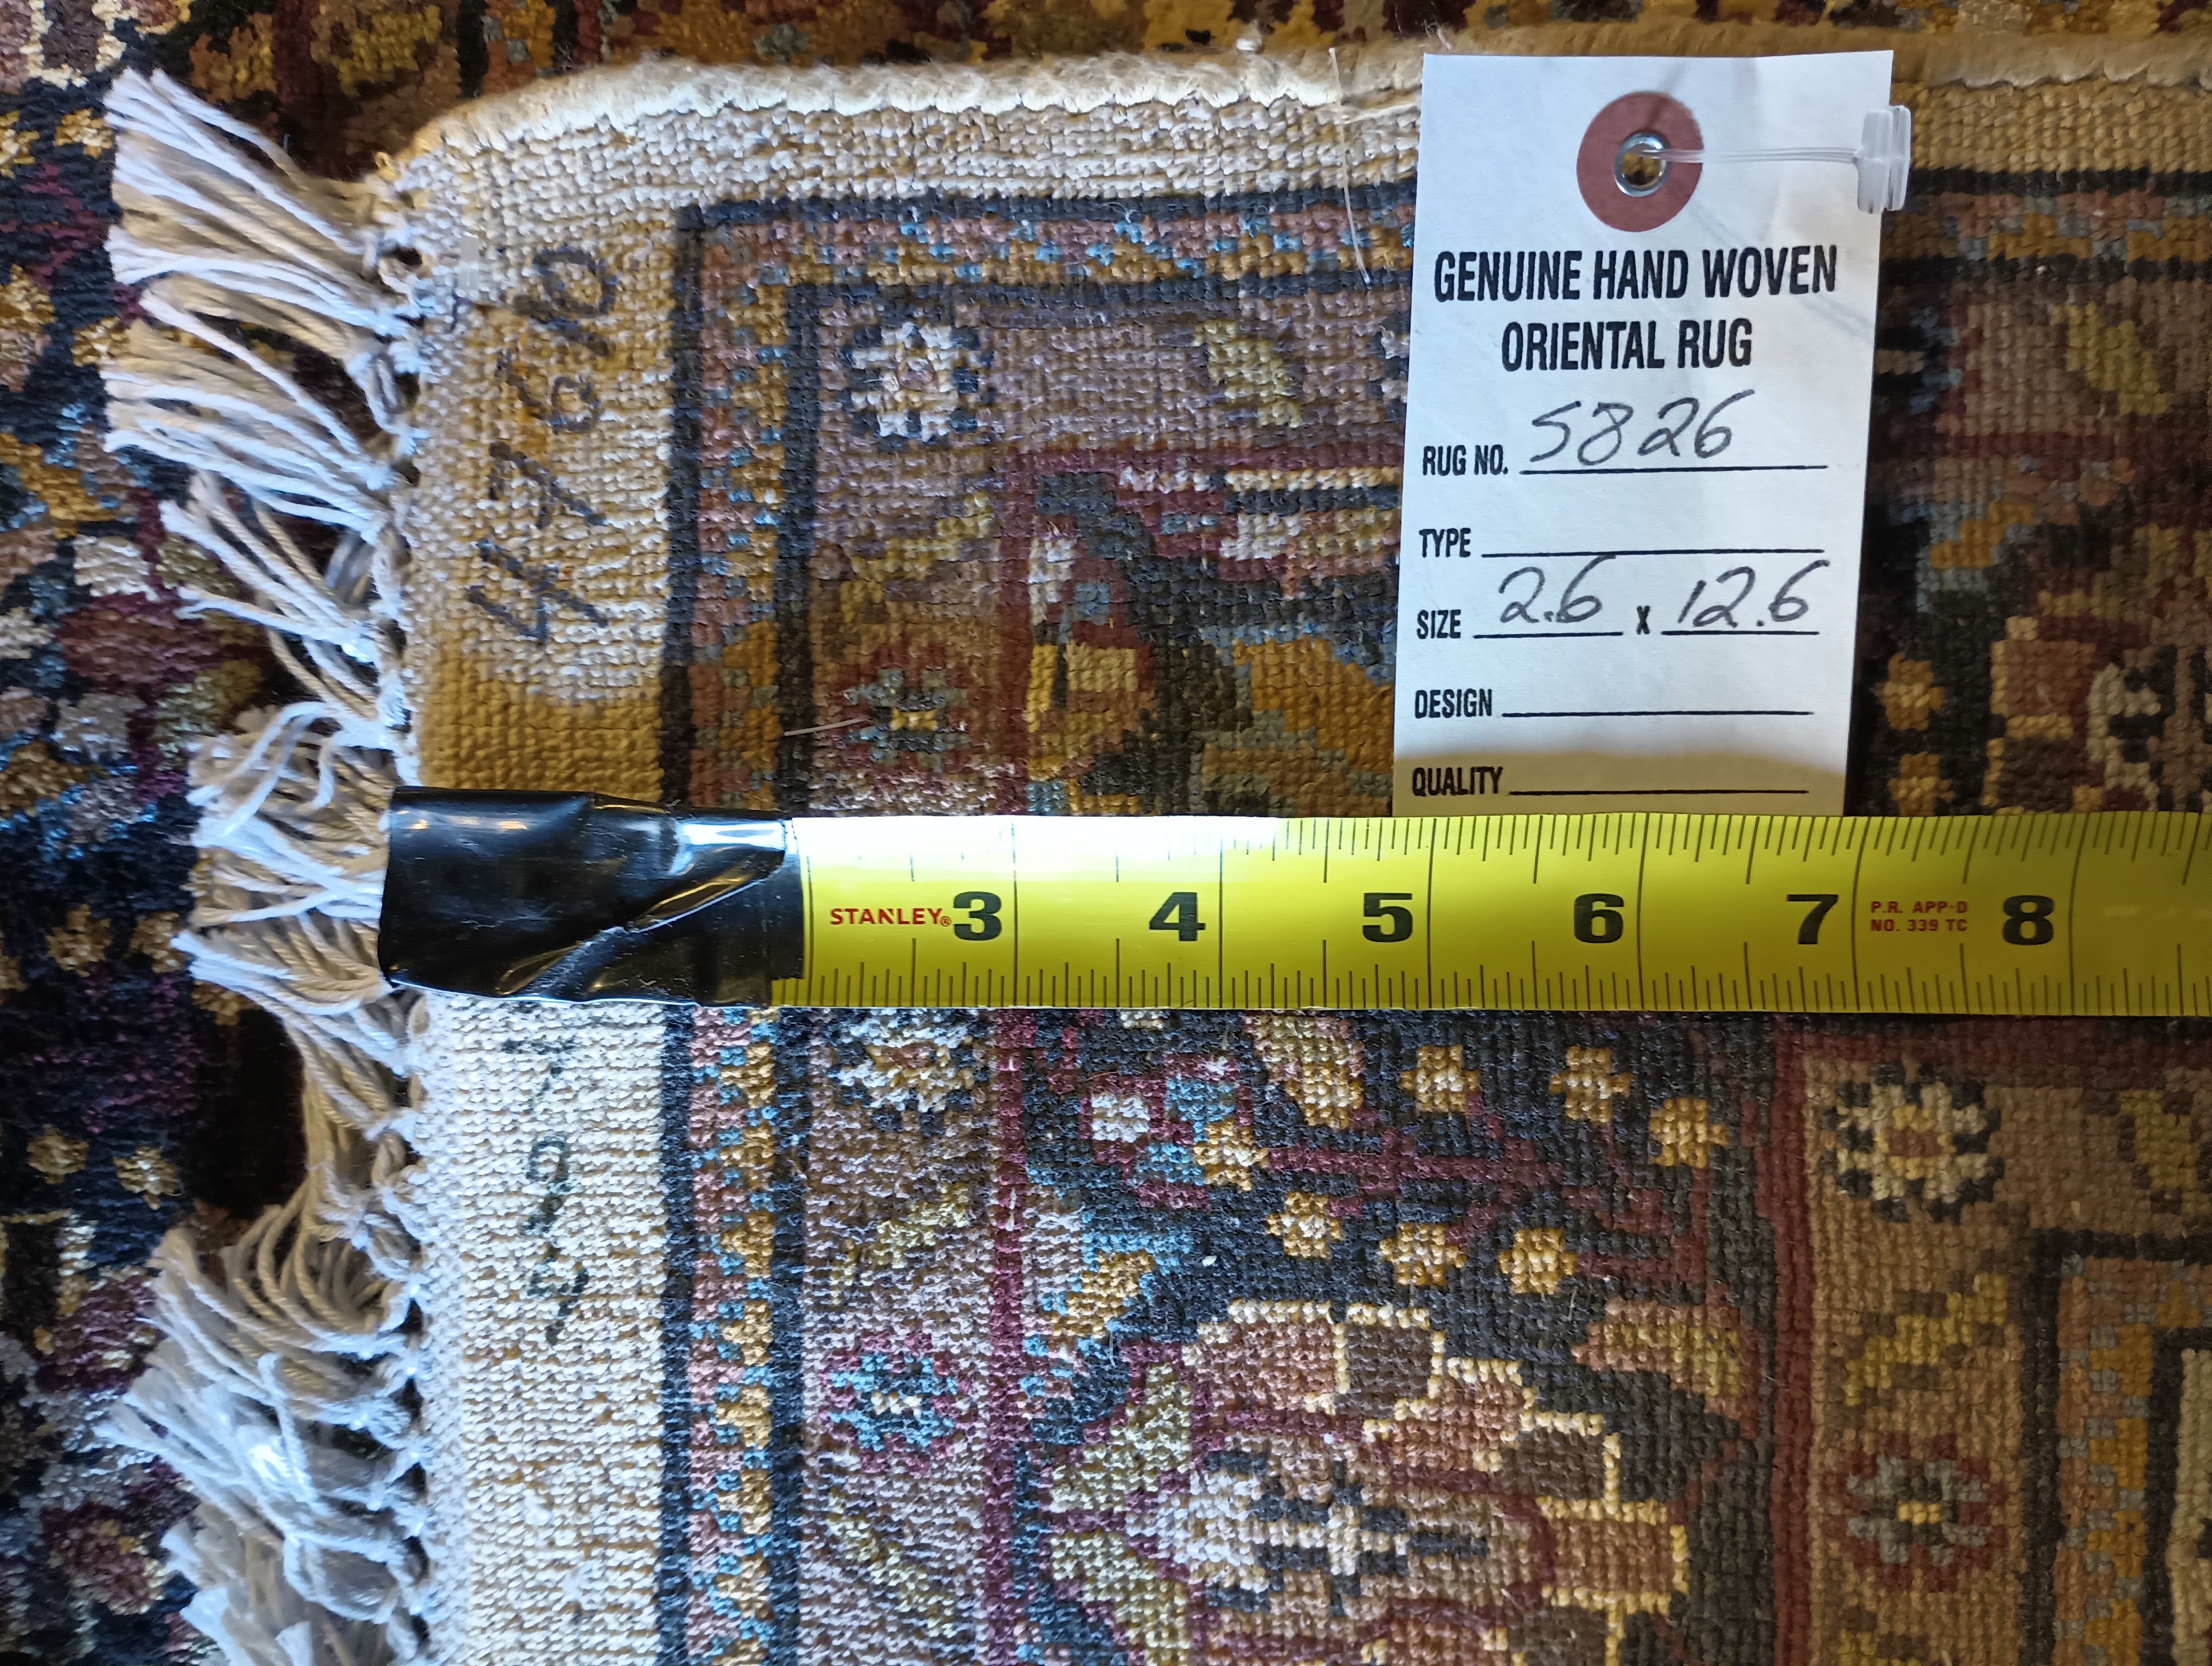 GENUINE HAND WOVEN
ORIENTAL RUG
RUG NO. 5826
TYPE
SIZE 2.6 x 12.6
DESIGN
QUALITY
STANLEY® 3 4 5 6 7 P.R. APP'D 8
NO. 339 TC